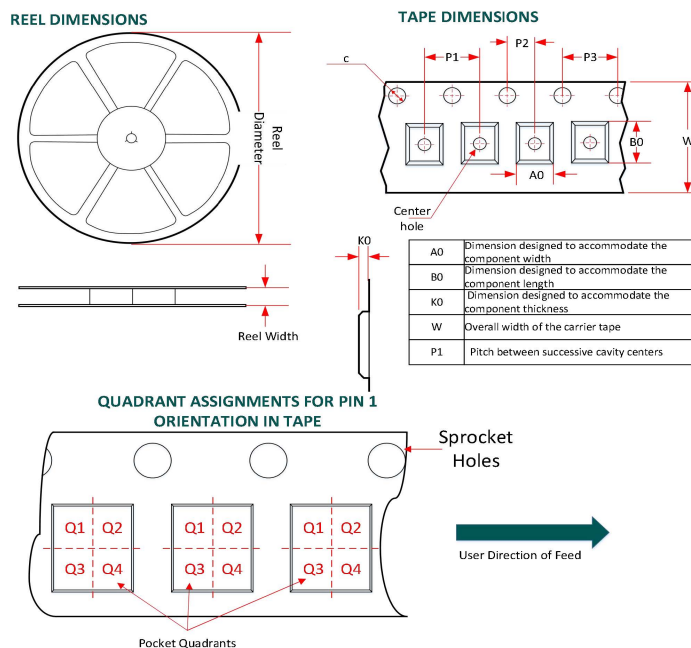 REEL DIMENSIONS
TAPE DIMENSIONS
Reel
Diameter
Reel Width
c
P1
P2
P3
W
B0
A0
Center
hole
K0
A0 Dimension designed to accommodate the
component width
B0 Dimension designed to accommodate the
component length
K0 Dimension designed to accommodate the
component thickness
W Overall width of the carrier tape
P1 Pitch between successive cavity centers
QUADRANT ASSIGNMENTS FOR PIN 1
ORIENTATION IN TAPE
Sprocket
Holes
Q1 Q2 Q1 Q2 Q1 Q2
Q3 Q4 Q3 Q4 Q3 Q4
User Direction of Feed
Pocket Quadrants